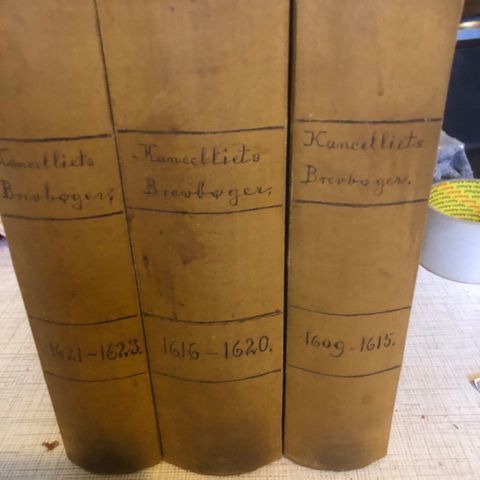 Kancelliets
Brevbøger.
1621-1623.
Kancelliets
Brevbøger.
1616-1620.
Kancelliets
Brevbøger.
1609-1615.